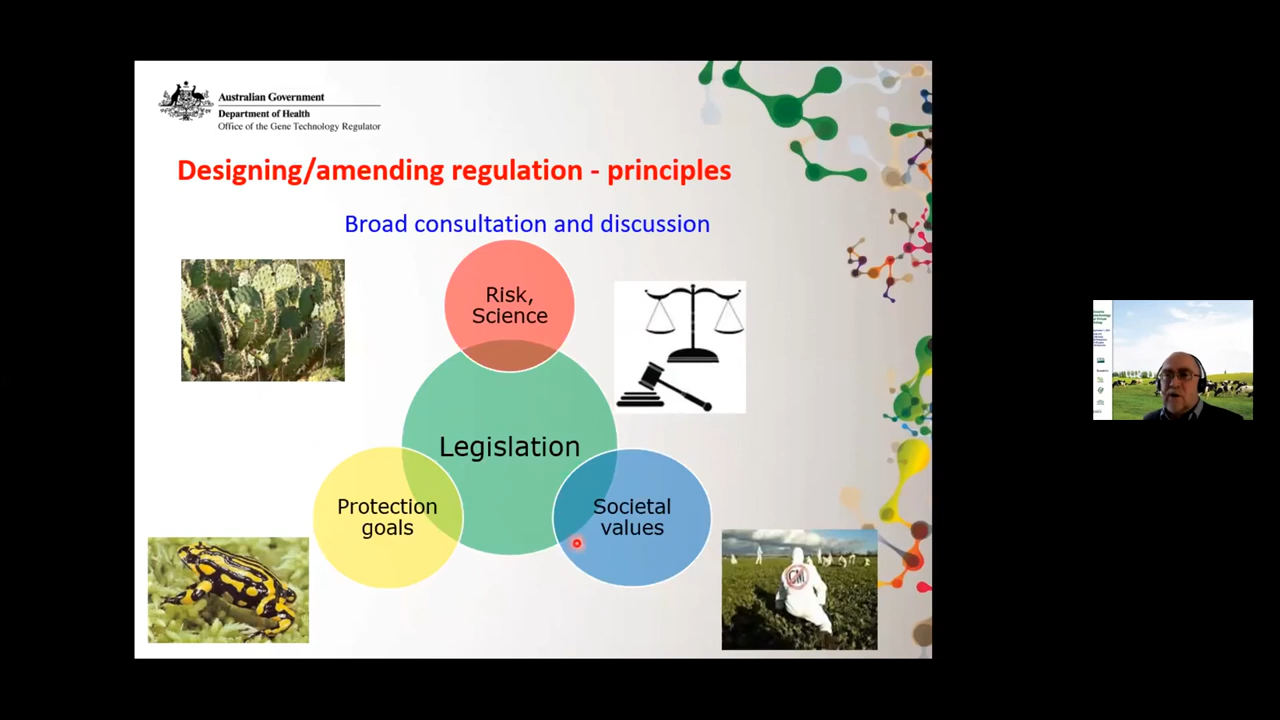 Australian Government
Department of Health
Office of the Gene Technology Regulator
Designing/amending regulation - principles
Broad consultation and discussion
Risk,
Science
Legislation
Protection
goals
Societal
values
GM